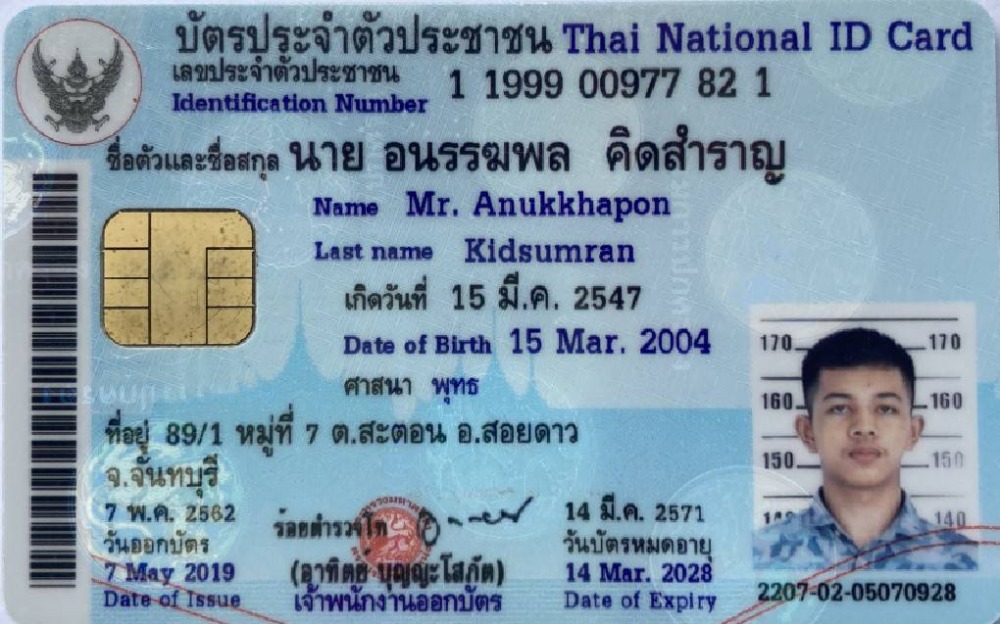 บัตรประจำตัวประชาชน Thai National ID Card
เลขประจำตัวประชาชน
Identification Number
1 1999 00977 82 1
ชื่อตัวและชื่อสกุล นาย อนรรฆพล คิดสำราญ
Name Mr. Anukkhapon
Last name Kidsumran
เกิดวันที่ 15 มี.ค. 2547
Date of Birth 15 Mar. 2004
ศาสนา พุทธ
ที่อยู่ 89/1 หมู่ที่ 7 ต.สะตอน อ.สอยดาว
จ.จันทบุรี
7 พ.ค. 2562
วันออกบัตร
7 May 2019
Date of Issue
ร้อยตำรวจโท
(อาทิตย์ บุญญะโสภัต)
เจ้าพนักงานออกบัตร
14 มี.ค. 2571
วันบัตรหมดอายุ
14 Mar. 2028
Date of Expiry
170 170
160 160
150 150
140 140
2207-02-05070928